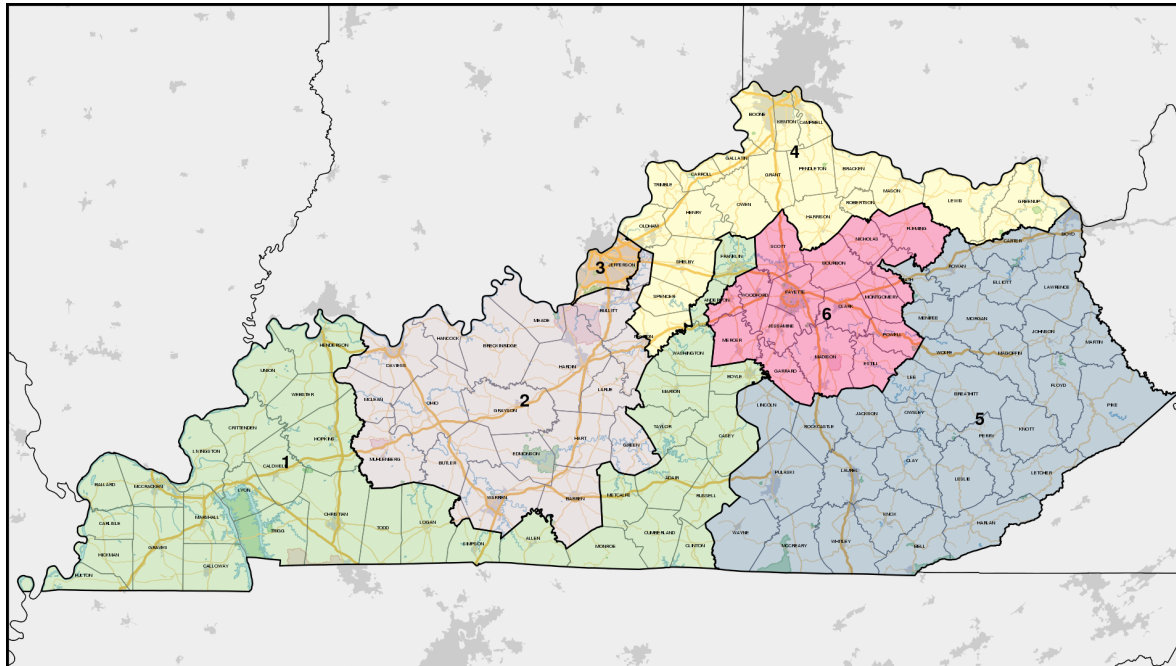 BOONE
KENTON
CAMPBELL
GALLATIN
4
PENDLETON
BRACKEN
CARROLL
GRANT
TRIMBLE
MASON
OWEN
ROBERTSON
LEWIS
GREENUP
HENRY
HARRISON
OLDHAM
FLEMING
BOYD
NICHOLAS
CARTER
SCOTT
FRANKLIN
SHELBY
BOURBON
JEFFERSON
3
ROWAN
ELLIOTT
LAWRENCE
SPENCER
ANDERSON
WOODFORD
FAYETTE
MONTGOMERY
CLARK
BULLITT
6
MENIFEE
MORGAN
MEADE
JESSAMINE
JOHNSON
POWELL
MERCER
MARTIN
HENDERSON
HANCOCK
BRECKINRIDGE
WASHINGTON
MADISON
WOLFE
MAGOFFIN
DAVIESS
HARDIN
GARRARD
ESTILL
UNION
BOYLE
LEE
FLOYD
WEBSTER
MCLEAN
OHIO
2
LARUE
MARION
BREATHITT
GRAYSON
LINCOLN
JACKSON
OWSLEY
PIKE
CRITTENDEN
TAYLOR
ROCKCASTLE
5
KNOTT
HOPKINS
HART
CASEY
PERRY
LIVINGSTON
MUHLENBERG
EDMONSON
GREEN
CLAY
CALDWELL
1
BUTLER
PULASKI
LAUREL
LETCHER
BALLARD
MCCRACKEN
LYON
WARREN
BARREN
METCALFE
ADAIR
RUSSELL
LESLIE
CARLISLE
MARSHALL
CHRISTIAN
TODD
LOGAN
KNOX
HARLAN
TRIGG
HICKMAN
GRAVES
SIMPSON
ALLEN
MONROE
CUMBERLAND
CLINTON
WAYNE
MCCREARY
WHITLEY
BELL
CALLOWAY
FULTON